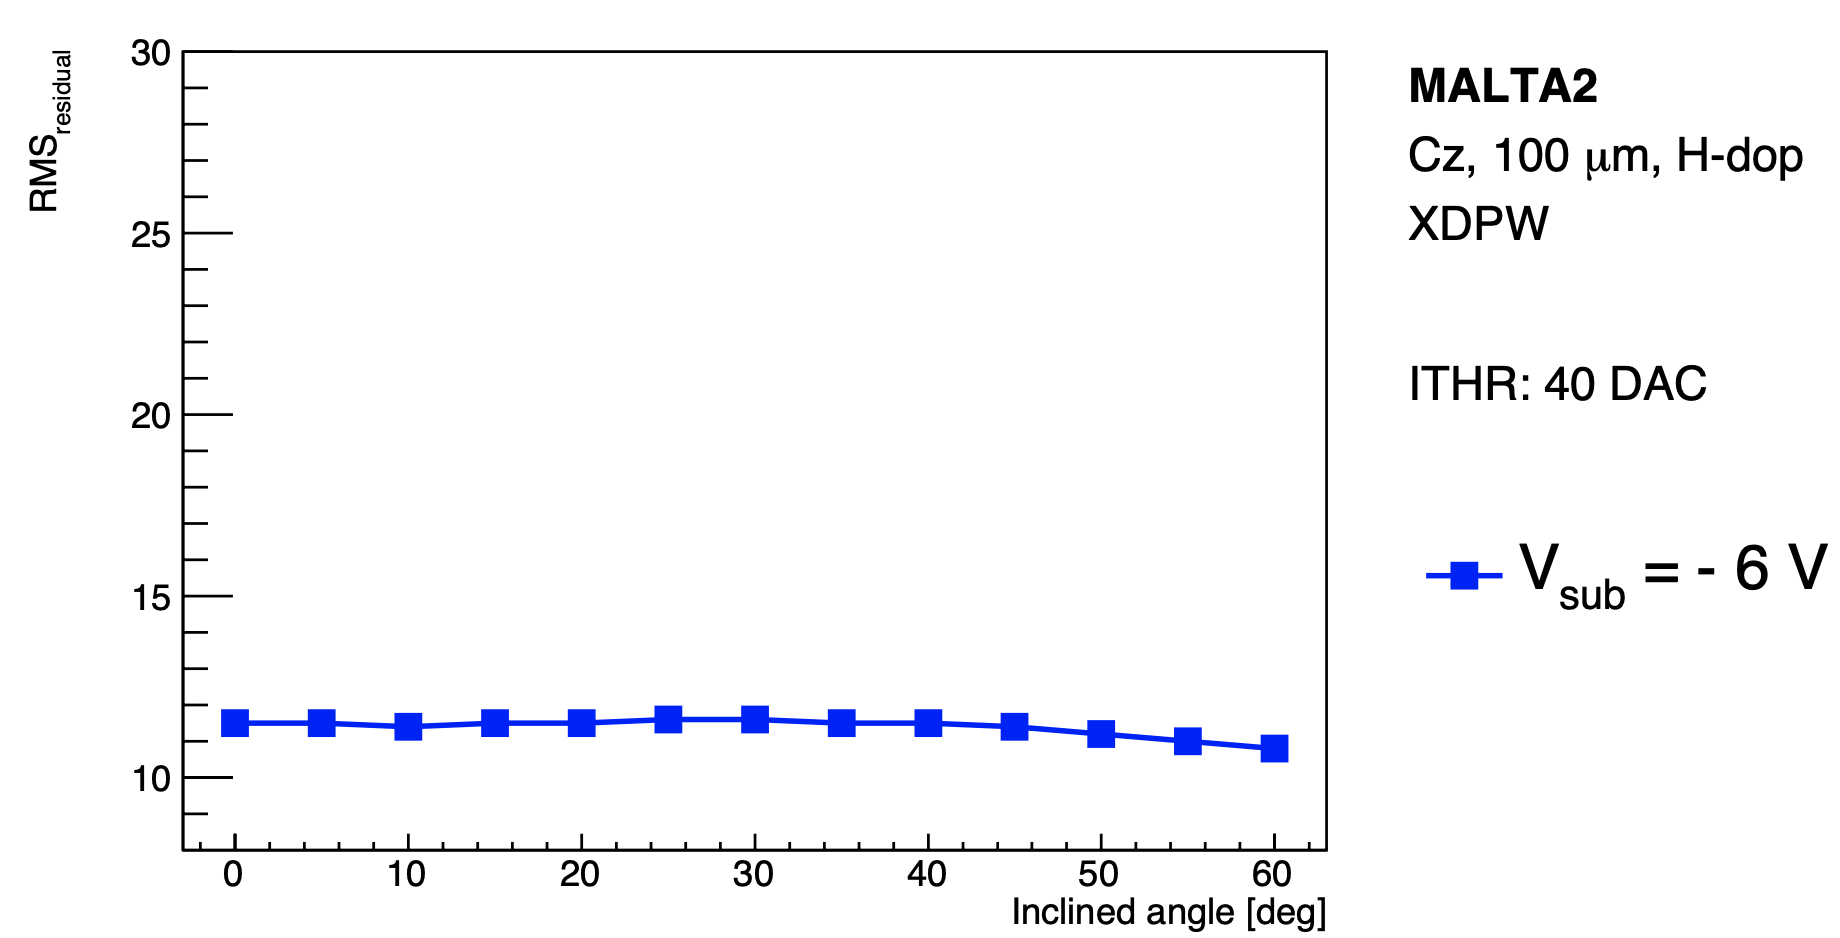 RMSresidual
30
25
20
15
10
0 10 20 30 40 50 60
Inclined angle [deg]
MALTA2
Cz, 100 μm, H-dop
XDPW
ITHR: 40 DAC
Vsub = - 6 V